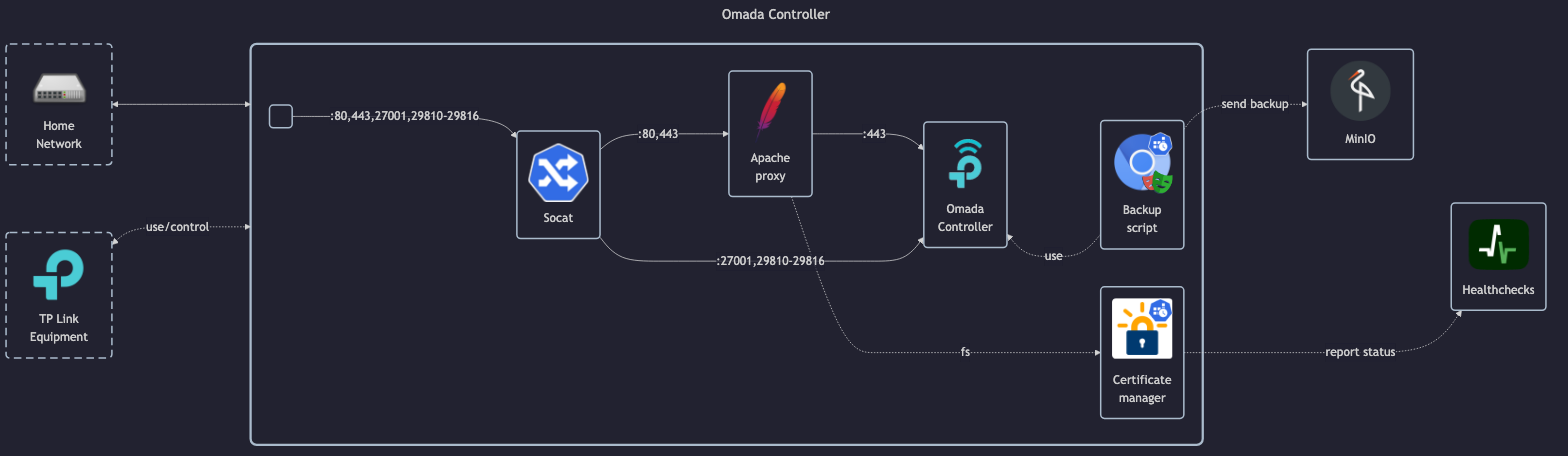 Omada Controller
Home
Network
use/control
TP Link
Equipment
:80,443,27001,29810-29816
Socat
:80,443
Apache
proxy
:443
:27001,29810-29816
Omada
Controller
use
Backup
script
send backup
MinIO
fs
Certificate
manager
report status
Healthchecks